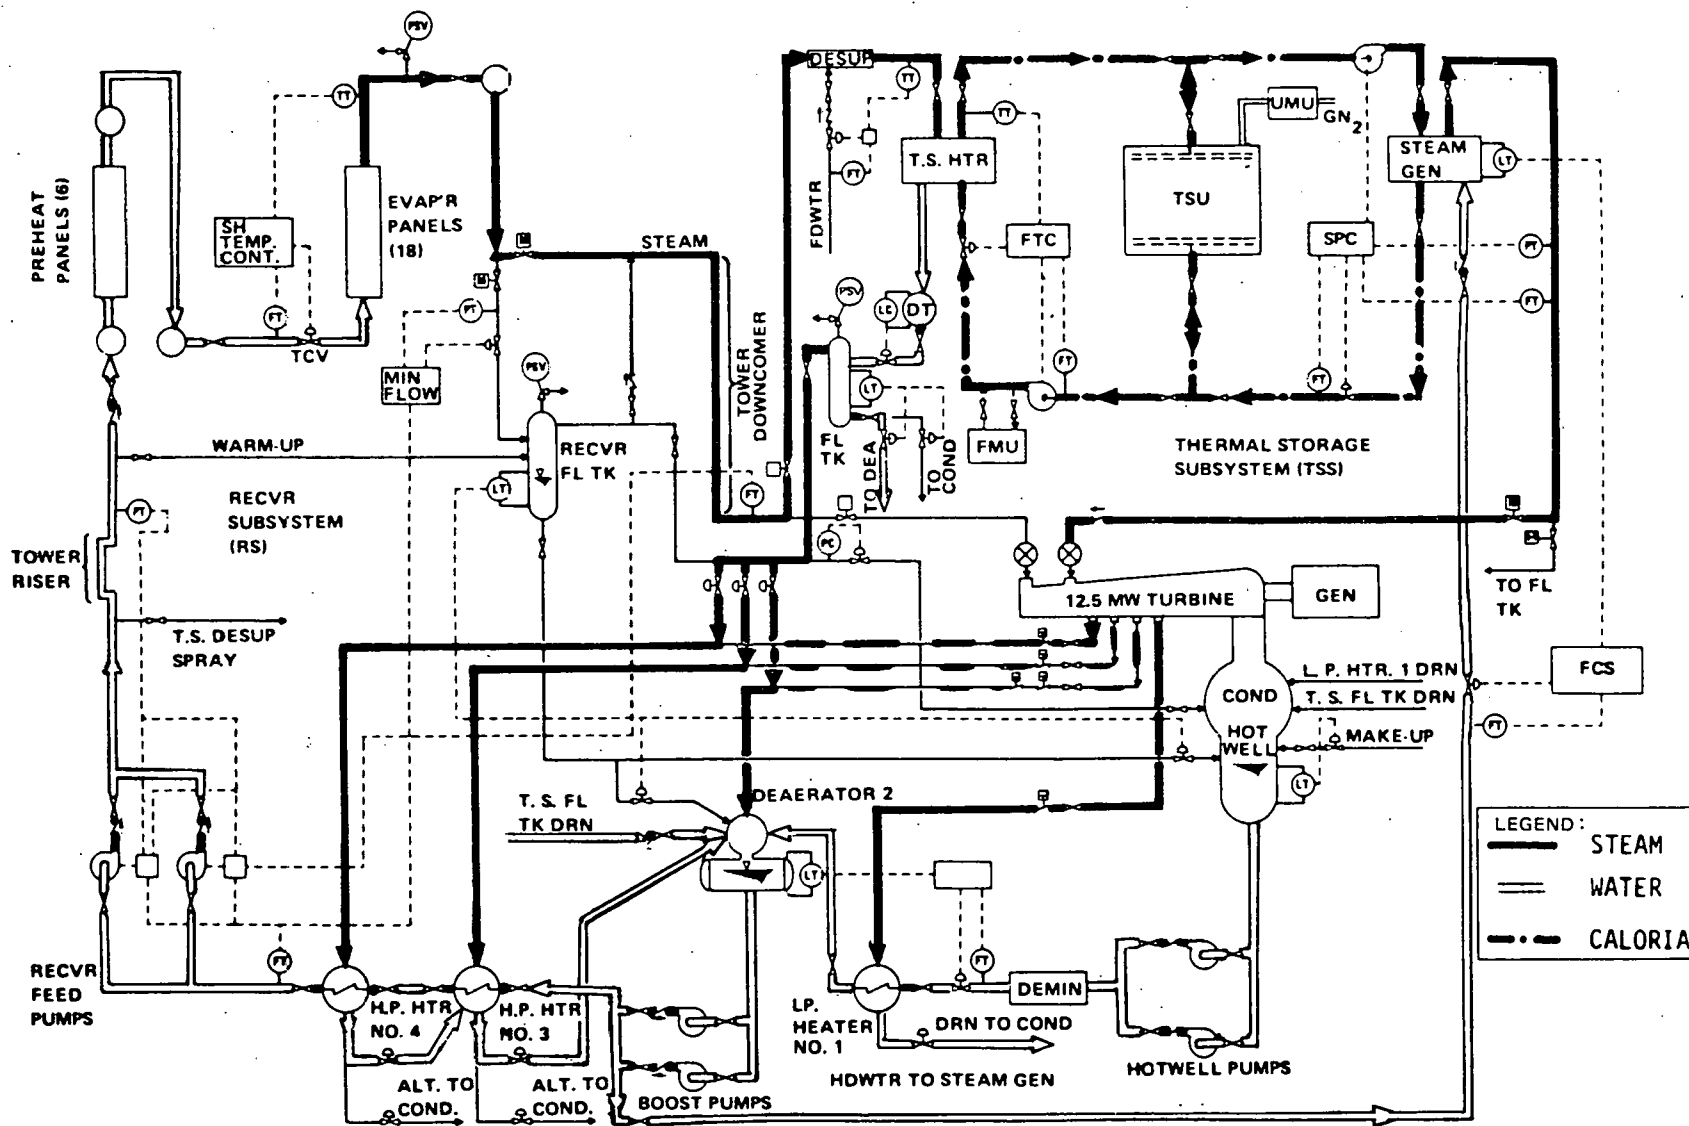 PSV
DESUP
TT
TT
TT
UMU
GN2
PREHEAT
PANELS (6)
T.S. HTR
STEAM
GEN
LT
EVAP'R
PANELS
(18)
FT
TSU
SH
TEMP.
CONT.
FDWTR
STEAM
FTC
SPC
PT
PSV
FT
TCV
PT
LC
DT
FT
TOWER
DOWNCOMER
MIN
FLOW
PSV
LT
FT
FT
FMU
FL
TK
WARM-UP
RECVR
FL TK
LT
TO DEA
TO
COND
THERMAL STORAGE
SUBSYSTEM (TSS)
PT
RECVR
SUBSYSTEM
(RS)
FT
TOWER
RISER
PC
TO FL
TK
12.5 MW TURBINE
GEN
T.S. DESUP
SPRAY
L. P. HTR. 1 DRN
FCS
COND
T. S. FL TK DRN
FT
HOT
WELL
MAKE-UP
LT
DEAERATOR 2
T. S. FL
TK DRN
LT
LEGEND:
STEAM
WATER
CALORIA
FT
FT
RECVR
FEED
PUMPS
H.P. HTR
NO. 4
H.P. HTR
NO. 3
LP.
HEATER
NO. 1
DEMIN
DRN TO COND
HOTWELL PUMPS
HDWTR TO STEAM GEN
ALT. TO
COND.
ALT. TO
COND.
BOOST PUMPS